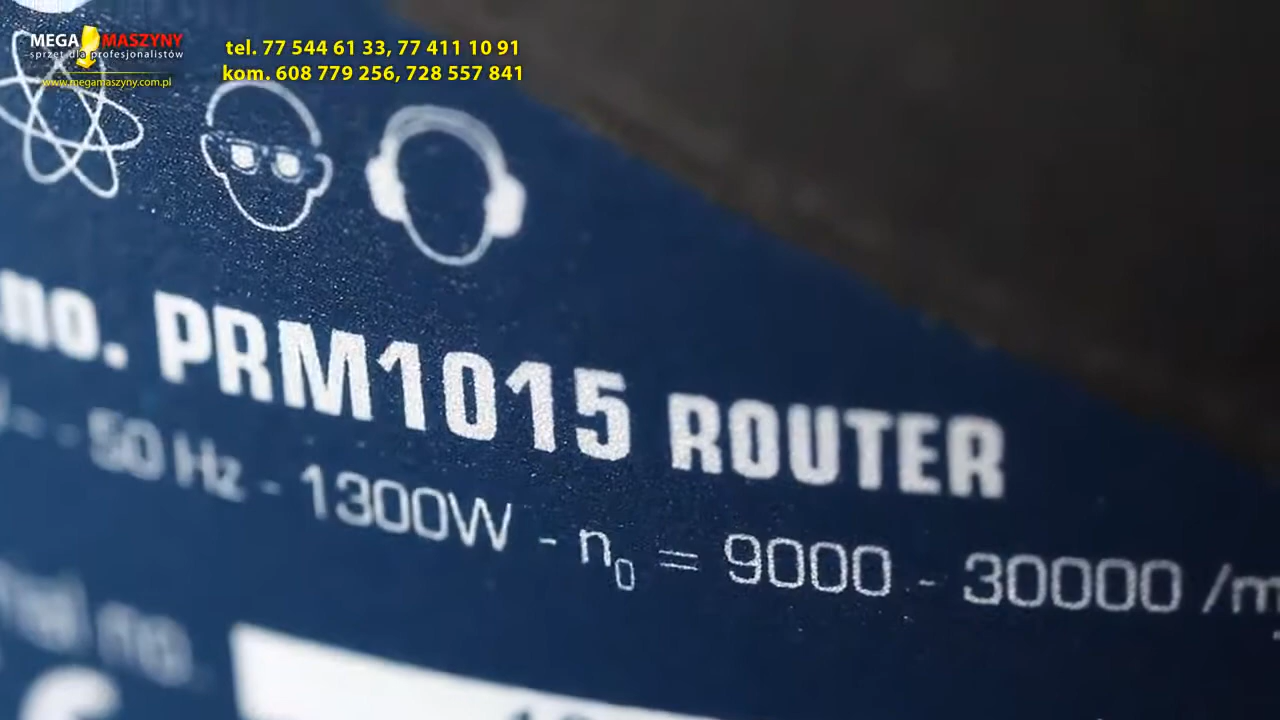 MEGA MASZYNY
sprzęt dla profesjonalistów
www.megamaszyny.com.pl
tel. 77 544 61 33, 77 411 10 91
kom. 608 779 256, 728 557 841
no. PRM1015 ROUTER
50 Hz - 1300W - n₀ = 9000 - 30000 /m
no.